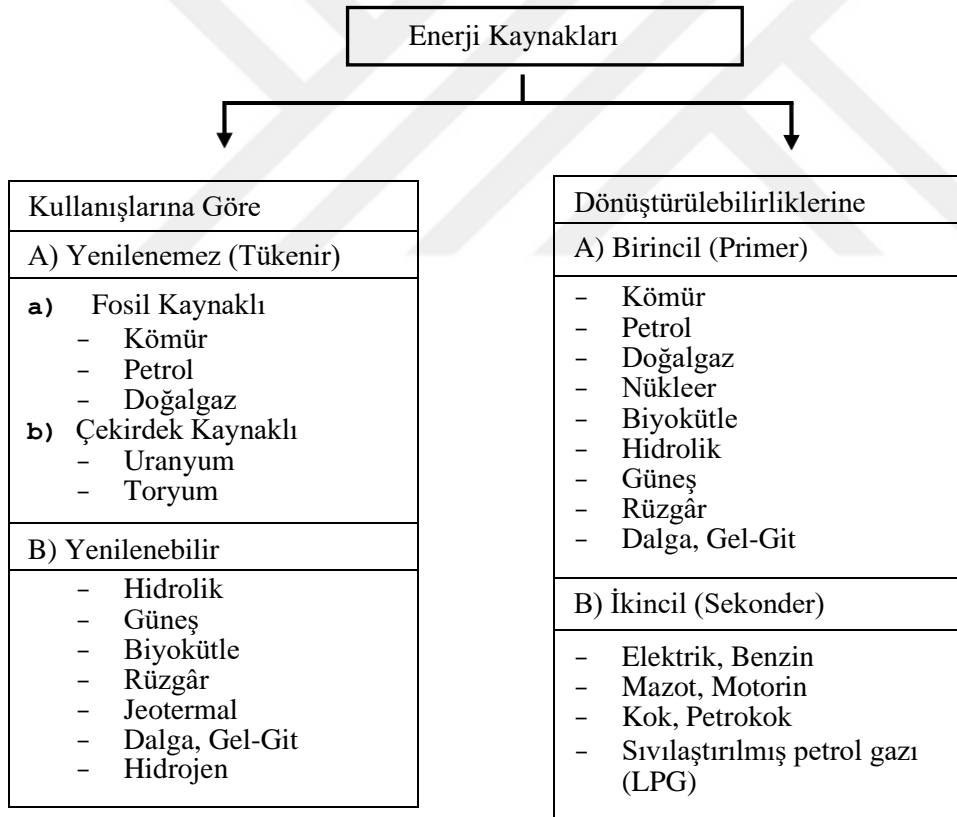 Enerji Kaynakları
Kullanışlarına Göre
A) Yenilenemez (Tükenir)
a) Fosil Kaynaklı
- Kömür
- Petrol
- Doğalgaz
b) Çekirdek Kaynaklı
- Uranyum
- Toryum
B) Yenilenebilir
- Hidrolik
- Güneş
- Biyokütle
- Rüzgâr
- Jeotermal
- Dalga, Gel-Git
- Hidrojen
Dönüştürülebilirliklerine
A) Birincil (Primer)
- Kömür
- Petrol
- Doğalgaz
- Nükleer
- Biyokütle
- Hidrolik
- Güneş
- Rüzgâr
- Dalga, Gel-Git
B) İkincil (Sekonder)
- Elektrik, Benzin
- Mazot, Motorin
- Kok, Petrokok
- Sıvılaştırılmış petrol gazı
(LPG)